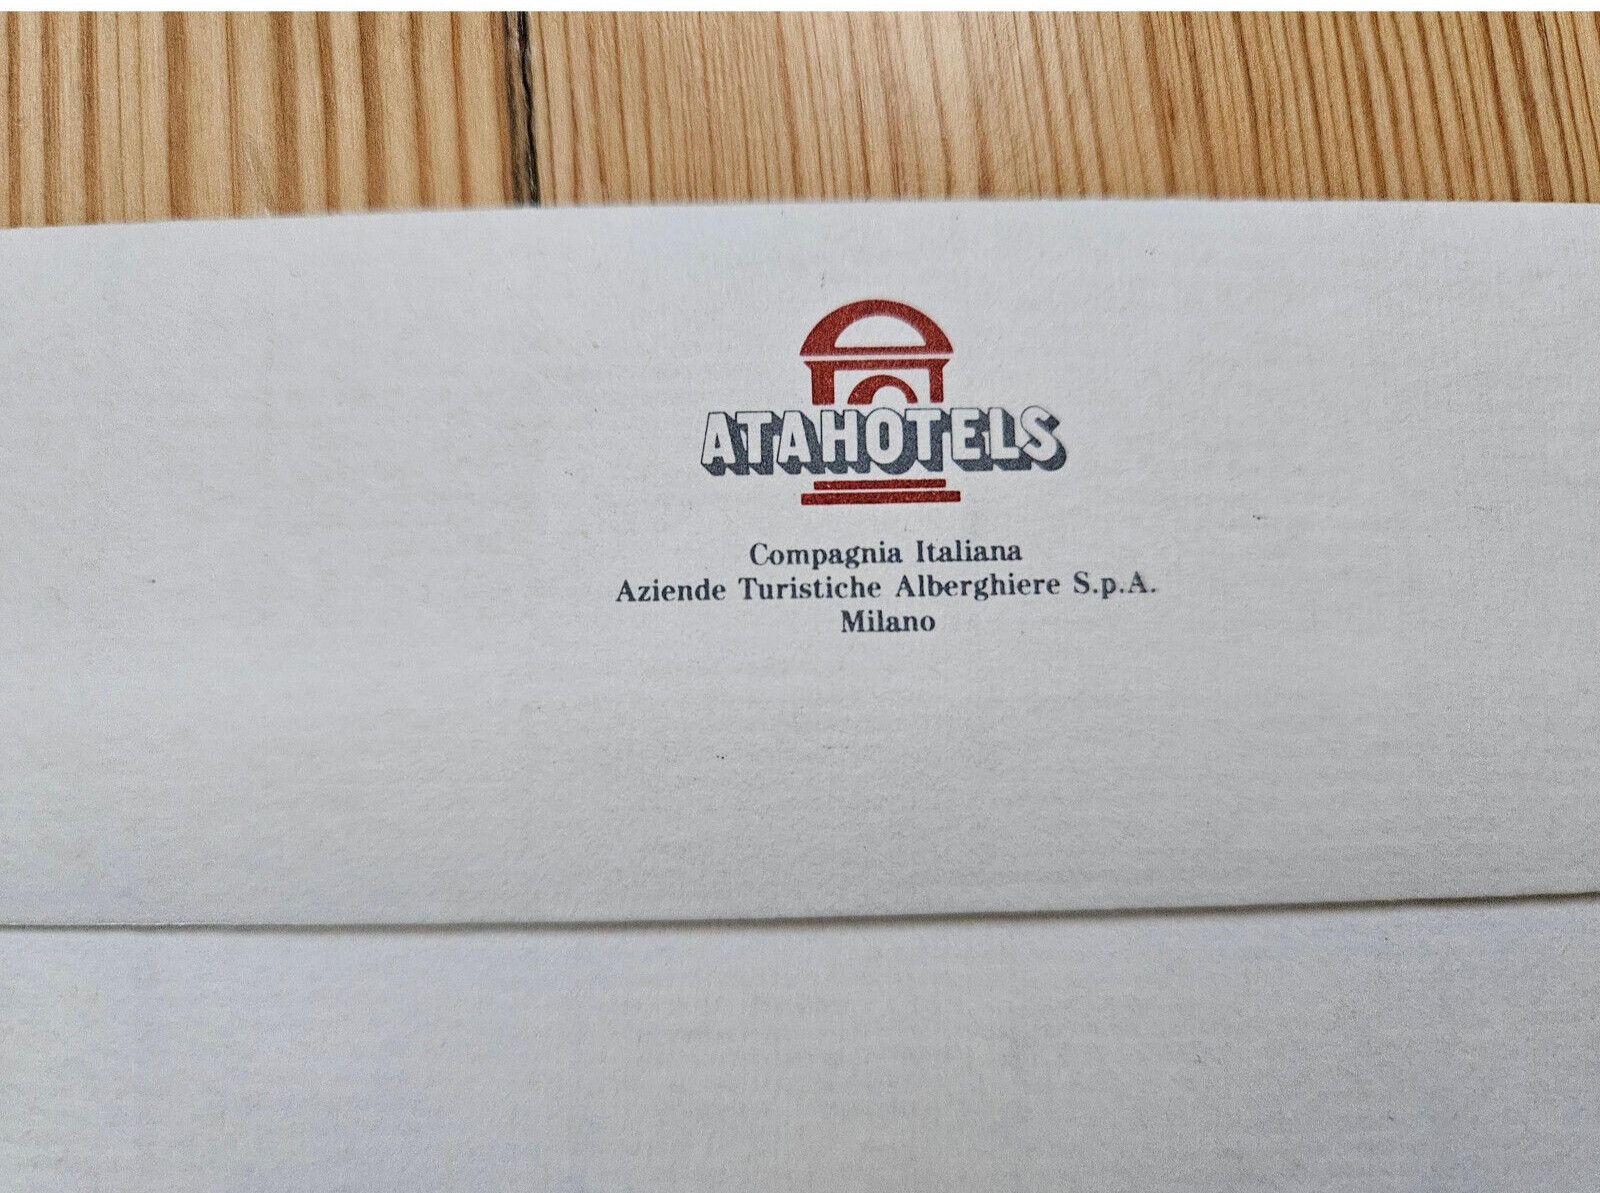 ATAHOTELS
Compagnia Italiana
Aziende Turistiche Alberghiere S.p.A.
Milano